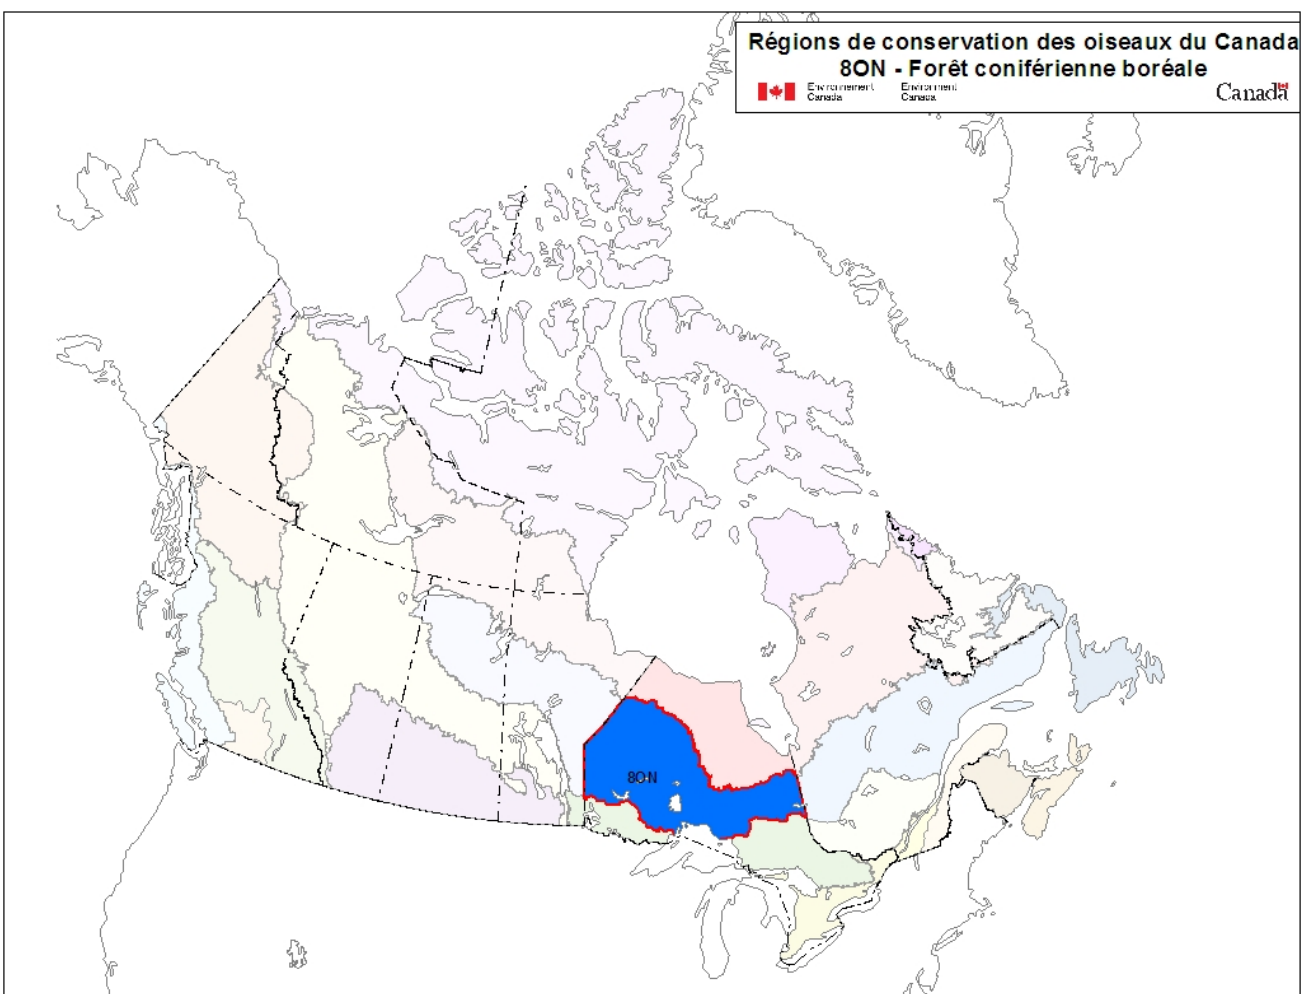 Régions de conservation des oiseaux du Canada
8ON - Forêt coniférienne boréale
Environnement Environment
Canada Canada
Canada
8ON